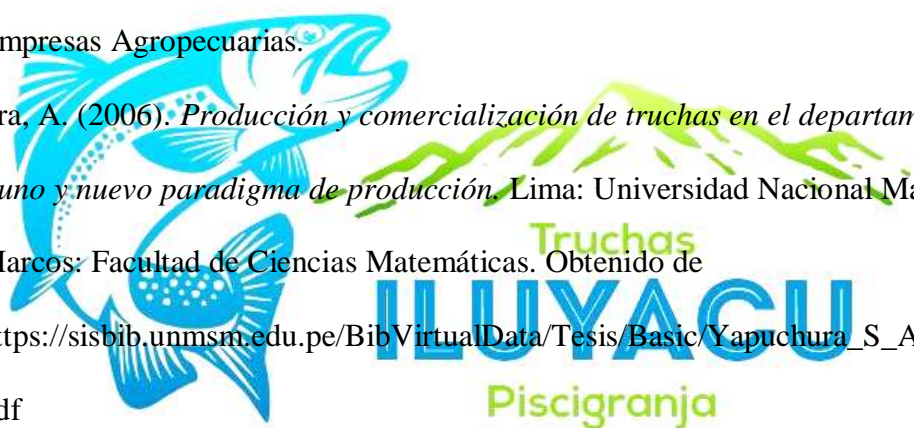 mpresas Agropecuarias.
ra, A. (2006). Producción y comercialización de truchas en el departam
uno y nuevo paradigma de producción. Lima: Universidad Nacional Ma
Marcos: Facultad de Ciencias Matemáticas. Obtenido de
Truchas
ttps://sisbib.unmsm.edu.pe/BibVirtualData/Tesis/Basic/Yapuchura_S_A
ILUYACU
df
Piscigranja